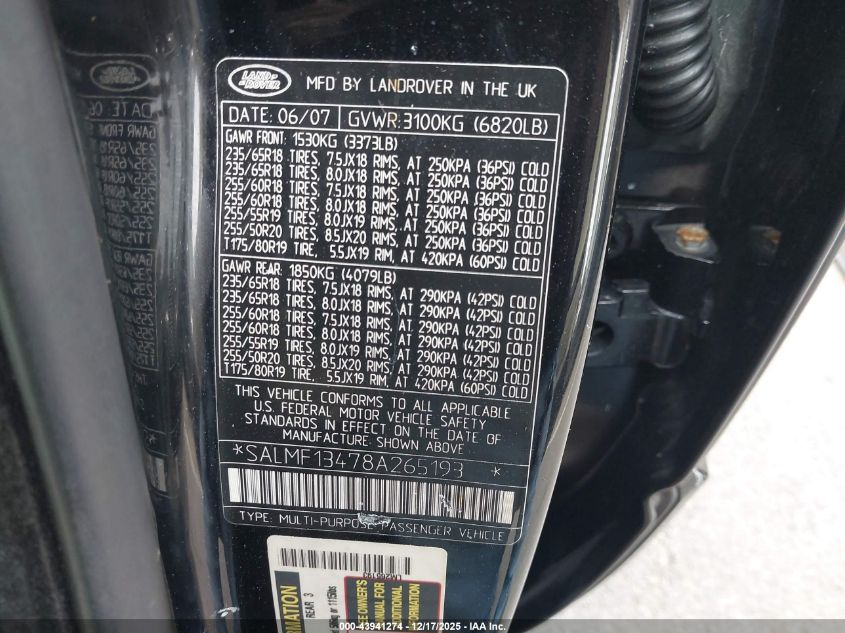 LAND ROVER
MFD BY LANDROVER IN THE UK
DATE: 06/07 GVWR: 3100KG (6820LB)
GAWR FRONT: 1530KG (3373LB)
235/65R18 TIRES, 7.5JX18 RIMS, AT 250KPA (36PSI) COLD
235/65R18 TIRES, 8.0JX18 RIMS, AT 250KPA (36PSI) COLD
255/60R18 TIRES, 7.5JX18 RIMS, AT 250KPA (36PSI) COLD
255/60R18 TIRES, 8.0JX18 RIMS, AT 250KPA (36PSI) COLD
255/55R19 TIRES, 8.0JX19 RIMS, AT 250KPA (36PSI) COLD
255/50R20 TIRES, 8.5JX20 RIMS, AT 250KPA (36PSI) COLD
T175/80R19 TIRE, 5.5JX19 RIM, AT 420KPA (60PSI) COLD
GAWR REAR: 1850KG (4079LB)
235/65R18 TIRES, 7.5JX18 RIMS, AT 290KPA (42PSI) COLD
235/65R18 TIRES, 8.0JX18 RIMS, AT 290KPA (42PSI) COLD
255/60R18 TIRES, 7.5JX18 RIMS, AT 290KPA (42PSI) COLD
255/60R18 TIRES, 8.0JX18 RIMS, AT 290KPA (42PSI) COLD
255/55R19 TIRES, 8.0JX19 RIMS, AT 290KPA (42PSI) COLD
255/50R20 TIRES, 8.5JX20 RIMS, AT 290KPA (42PSI) COLD
T175/80R19 TIRE, 5.5JX19 RIM, AT 420KPA (60PSI) COLD
THIS VEHICLE CONFORMS TO ALL APPLICABLE
U.S. FEDERAL MOTOR VEHICLE SAFETY
STANDARDS IN EFFECT ON THE DATE OF
MANUFACTURE SHOWN ABOVE
*SALMF13478A265193 *
TYPE: MULTI-PURPOSE PASSENGER VEHICLE
REAR 3
EE OWNER'S
ANUAL FOR
DDITIONAL
000-43941274 - 12/17/2025 - IAA Inc.